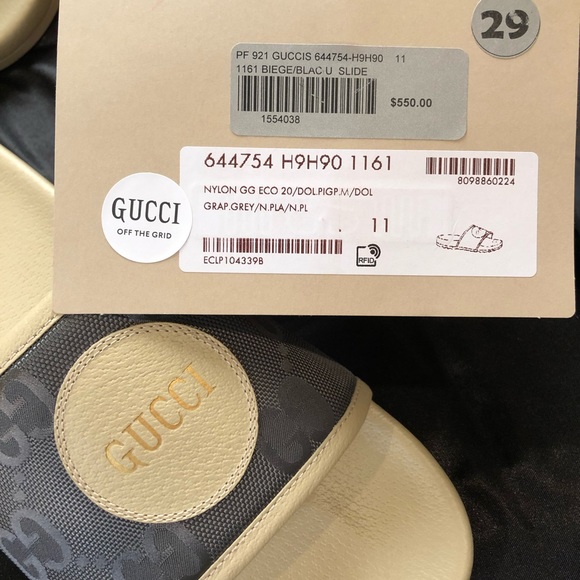 29
PF 921 GUCCIS 644754-H9H90 11
1161 BIEGE/BLAC U SLIDE
$550.00
1554038
644754 H9H90 1161
8098860224
NYLON GG ECO 20/DOL.PIGP.M/DOL
GRAP.GREY/N.PLA/N.PL
. 11
ECLP104339B
RFID
GUCCI
OFF THE GRID
GUCCI